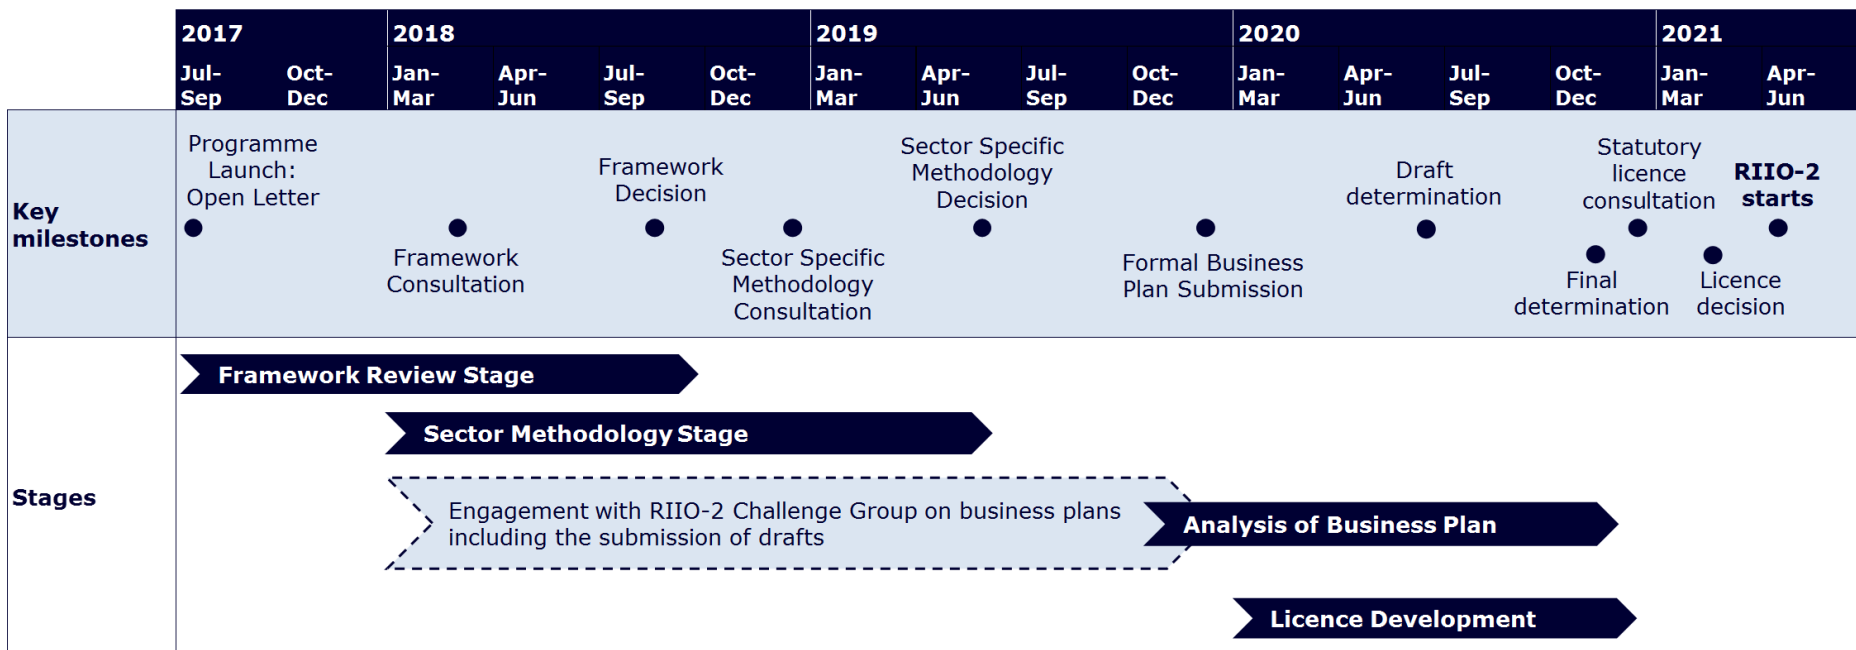 2017 2018 2019 2020 2021
Jul– Oct– Jan– Apr– Jul– Oct– Jan– Apr– Jul– Oct– Jan– Apr– Jul– Oct– Jan– Apr–
Sep Dec Mar Jun Sep Dec Mar Jun Sep Dec Mar Jun Sep Dec Mar Jun
Key
milestones
Programme
Launch:
Open Letter
Framework
Consultation
Framework
Decision
Sector Specific
Methodology
Consultation
Sector Specific
Methodology
Decision
Formal Business
Plan Submission
Draft
determination
Final
determination
Statutory
licence
consultation
Licence
decision
RIIO-2
starts
Stages
Framework Review Stage
Sector Methodology Stage
Engagement with RIIO-2 Challenge Group on business plans
including the submission of drafts
Analysis of Business Plan
Licence Development